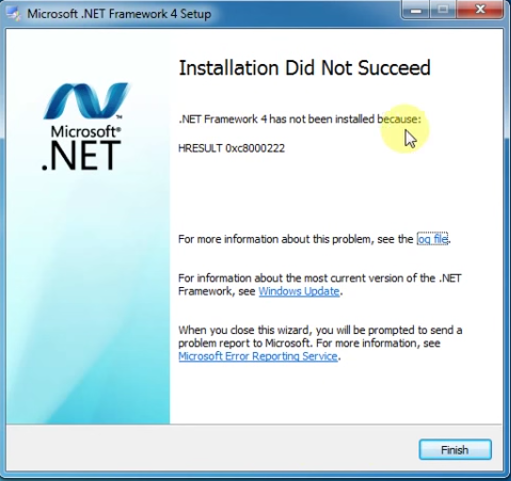 Microsoft .NET Framework 4 Setup
Installation Did Not Succeed
.NET Framework 4 has not been installed because:
HRESULT 0xc8000222
Microsoft®
.NET
For more information about this problem, see the log file.
For information about the most current version of the .NET
Framework, see Windows Update.
When you close this wizard, you will be prompted to send a
problem report to Microsoft. For more information, see
Microsoft Error Reporting Service.
Finish